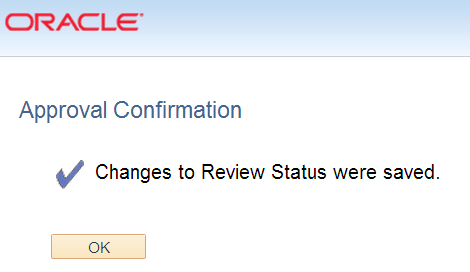 ORACLE
Approval Confirmation
Changes to Review Status were saved.
OK